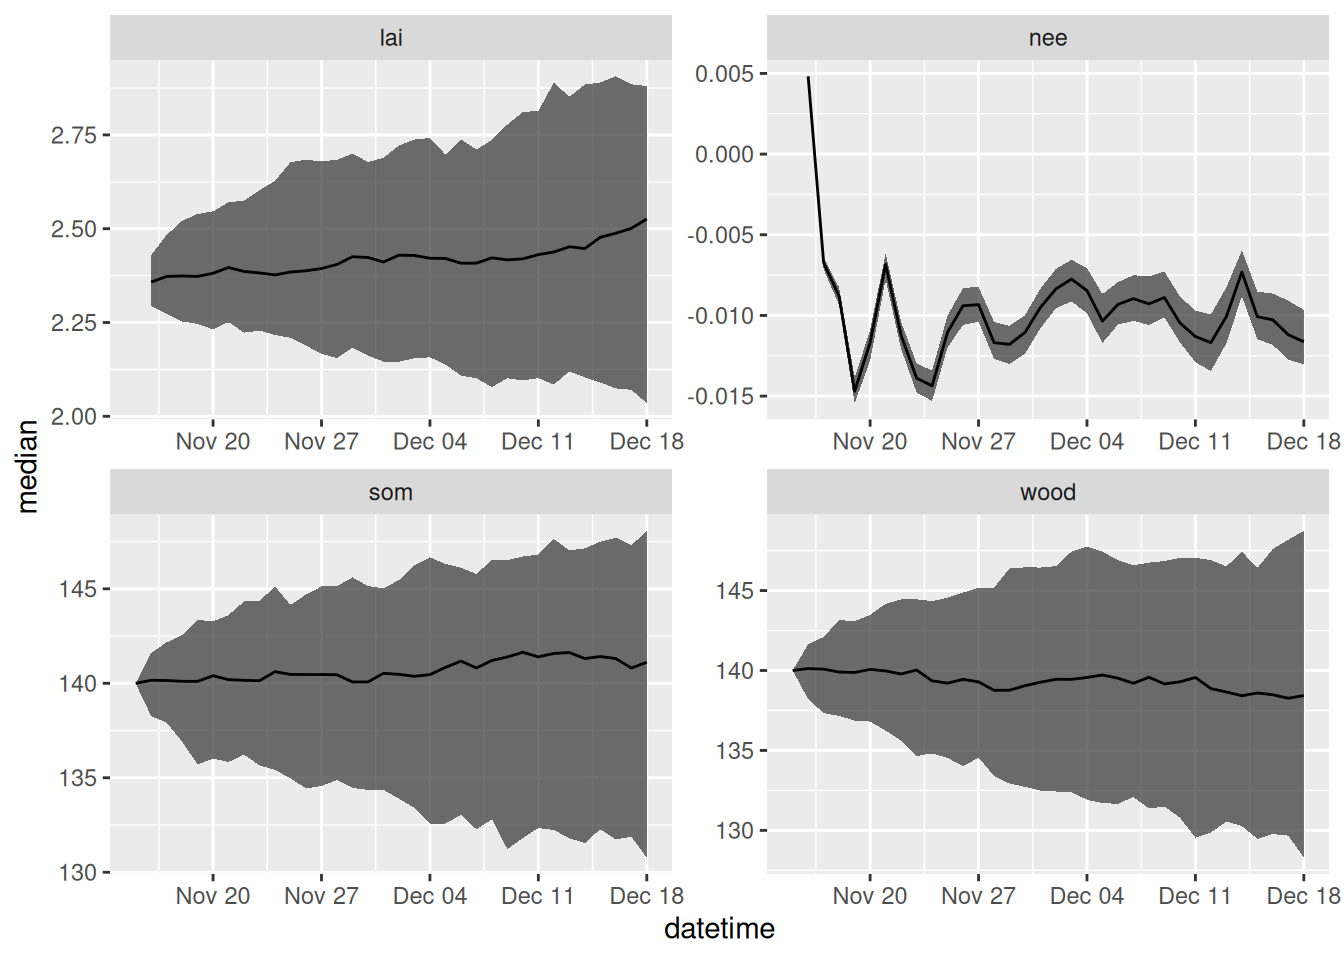 lai
nee
2.75
2.50
2.25
2.00
0.005
0.000
-0.005
-0.010
-0.015
Nov 20 Nov 27 Dec 04 Dec 11 Dec 18
Nov 20 Nov 27 Dec 04 Dec 11 Dec 18
median
som
wood
145
140
135
130
145
140
135
130
Nov 20 Nov 27 Dec 04 Dec 11 Dec 18
Nov 20 Nov 27 Dec 04 Dec 11 Dec 18
datetime